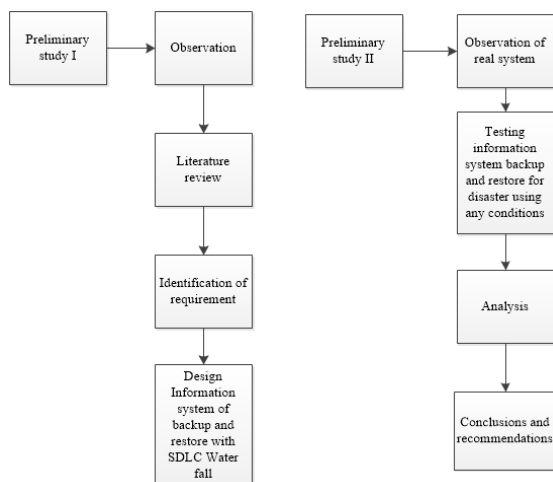 Preliminary
study I
Observation
Literature
review
Identification of
requirement
Design
Information
system of
backup and
restore with
SDLC Water
fall
Preliminary
study II
Observation of
real system
Testing
information
system backup
and restore for
disaster using
any conditions
Analysis
Conclusions and
recommendations